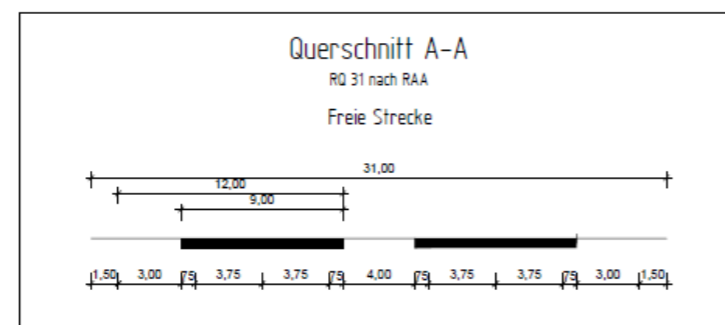 Querschnitt A-A
RQ 31 nach RAA
Freie Strecke
31,00
12,00
9,00
1,50 3,00 75 3,75 3,75 75 4,00 75 3,75 3,75 75 3,00 1,50